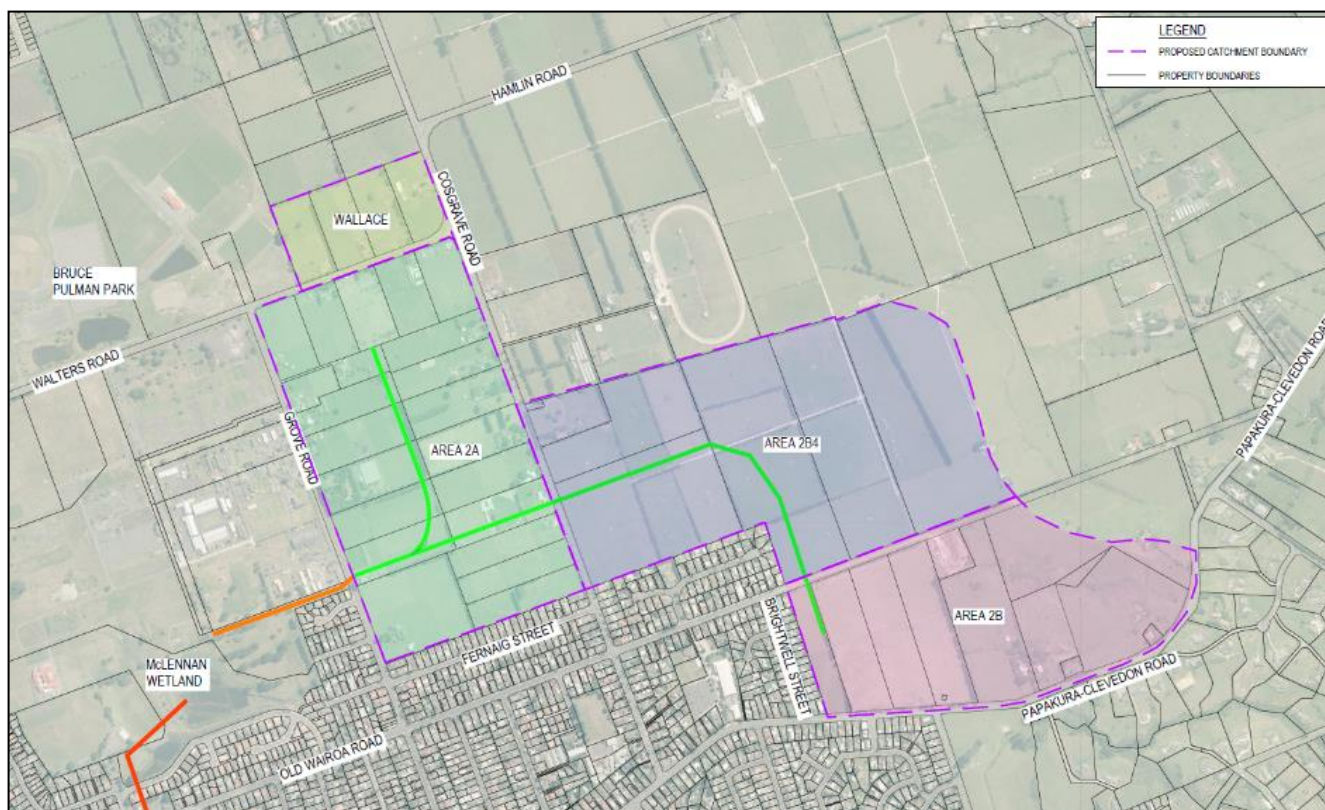 LEGEND
PROPOSED CATCHMENT BOUNDARY
PROPERTY BOUNDARIES
HAMLIN ROAD
COSGRAVE ROAD
WALLACE
BRUCE
PULMAN PARK
WALTERS ROAD
GROVE ROAD
AREA 2A
AREA 2B4
PAPAKURA-CLEVEDON ROAD
AREA 2B
BRIGHTWELL STREET
FERNAIG STREET
McLENNAN
WETLAND
PAPAKURA-CLEVEDON ROAD
OLD WAIROA ROAD